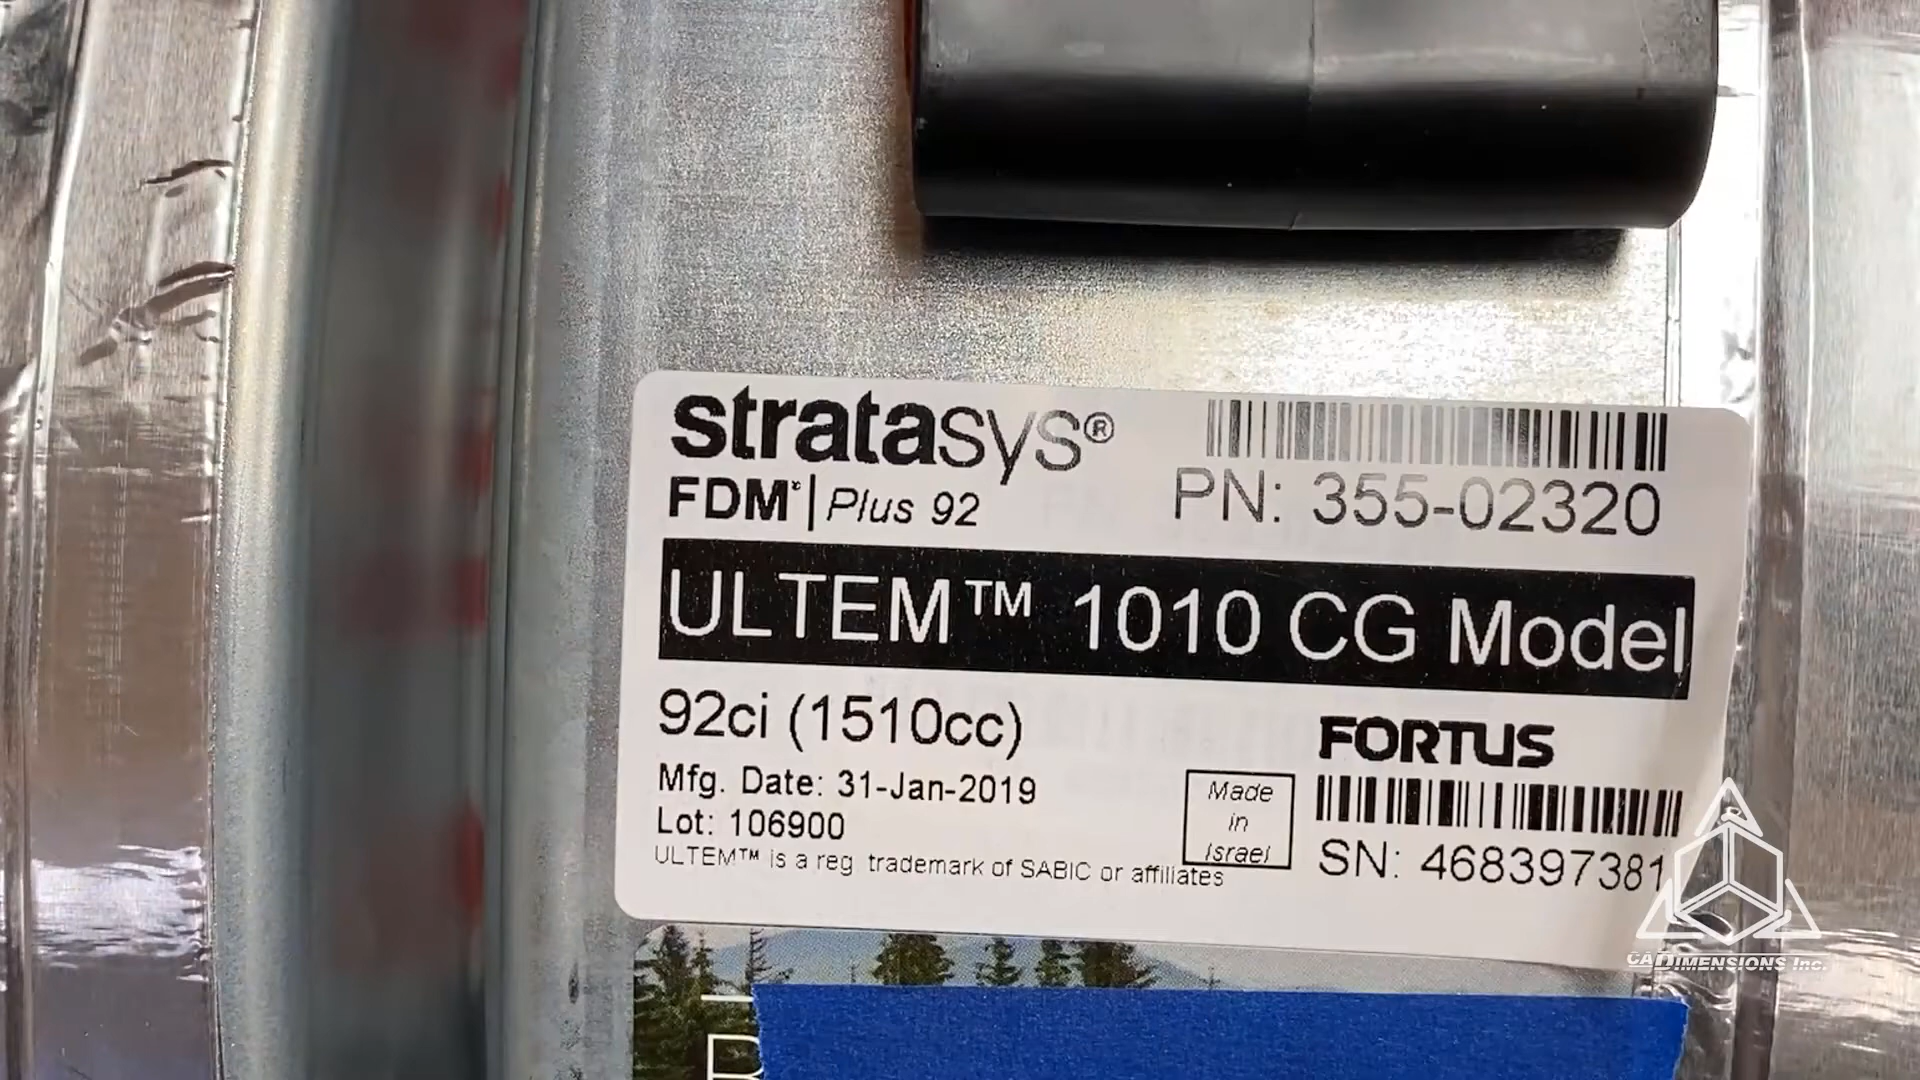 stratasys®
FDM®|Plus 92
PN: 355-02320
ULTEM™ 1010 CG Model
92ci (1510cc)
FORTUS
Mfg. Date: 31-Jan-2019
Lot: 106900
Made
in
Israel
SN: 468397381
ULTEM™ is a reg trademark of SABIC or affiliates
CADIMENSIONS Inc.